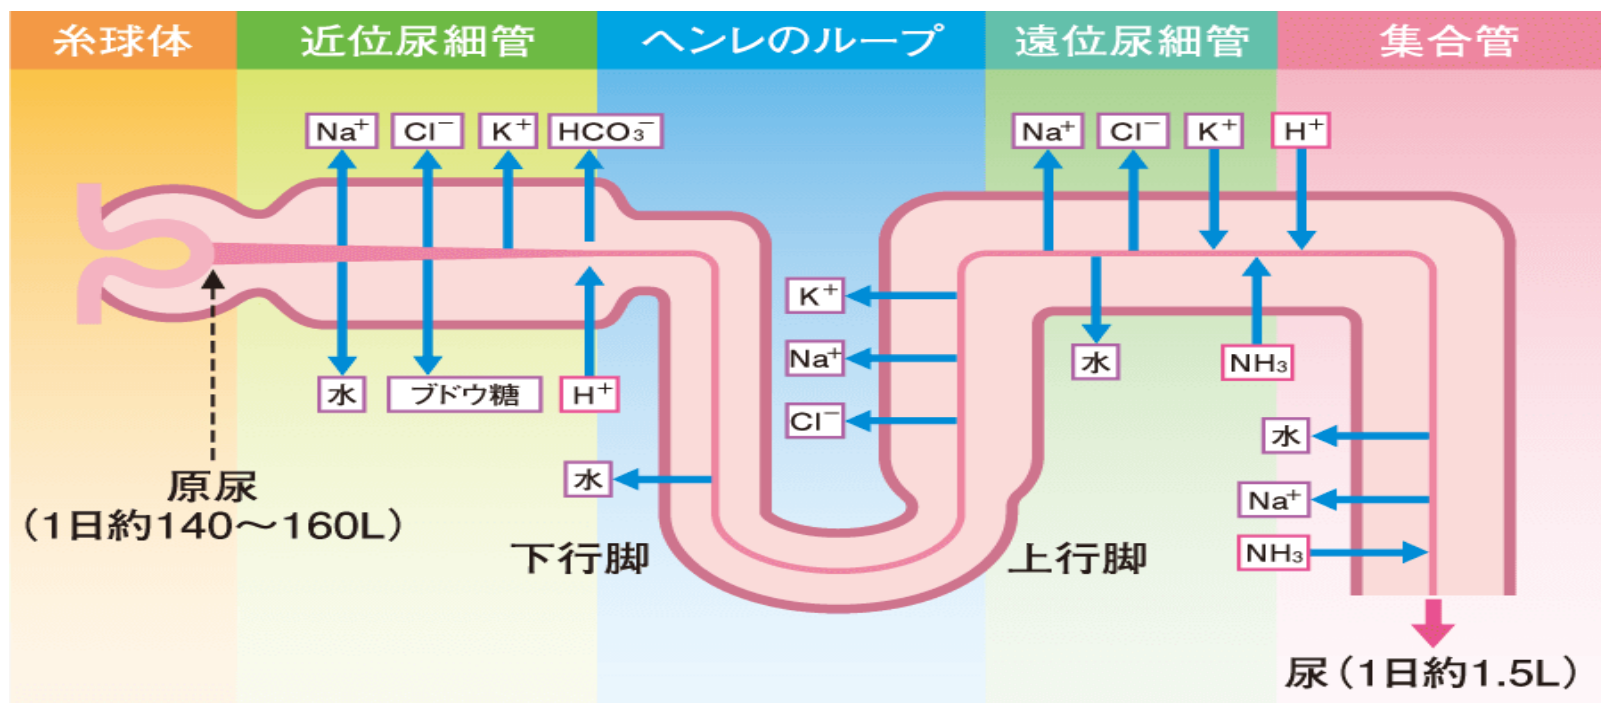 糸球体
近位尿細管
ヘンレのループ
遠位尿細管
集合管
Na⁺
Cl⁻
K⁺
HCO₃⁻
Na⁺
Cl⁻
K⁺
H⁺
K⁺
Na⁺
Cl⁻
水
ブドウ糖
H⁺
水
NH₃
水
水
Na⁺
NH₃
原尿
（1日約140〜160L）
下行脚
上行脚
尿（1日約1.5L）